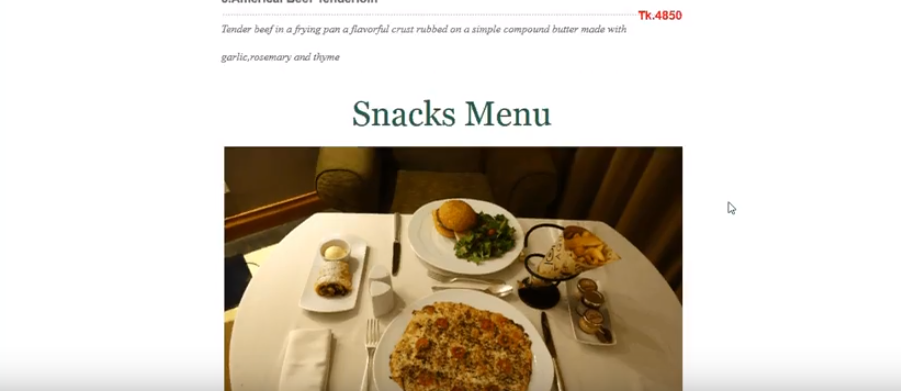 Tk.4850
Tender beef in a frying pan a flavorful crust rubbed on a simple compound butter made with
garlic,rosemary and thyme
Snacks Menu